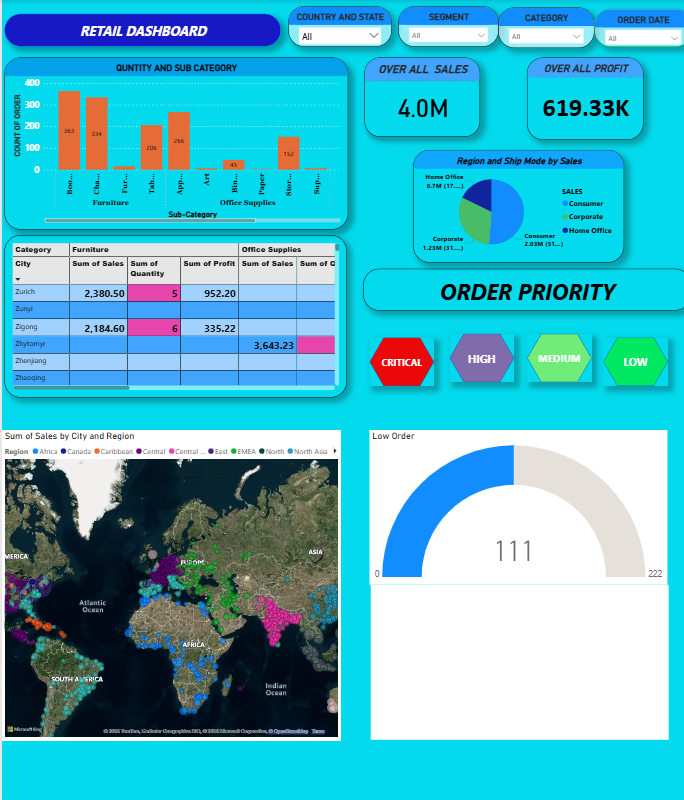 RETAIL DASHBOARD
COUNTRY AND STATE
All
SEGMENT
All
CATEGORY
All
ORDER DATE
All
QUNTITY AND SUB CATEGORY
COUNT OF ORDER
400
300
200
100
0
363
334
206
266
45
152
Boo...
Cha...
Fur...
Tab...
App...
Art
Bin...
Paper
Stor...
Sup...
Furniture
Office Supplies
Sub-Category
OVER ALL SALES
4.0M
OVER ALL PROFIT
619.33K
Region and Ship Mode by Sales
Home Office
0.7M (17....)
Corporate
1.23M (31....)
Consumer
2.03M (51...)
SALES
Consumer
Corporate
Home Office
Category Furniture Office Supplies
City Sum of Sales Sum of Quantity Sum of Profit Sum of Sales Sum of Q
Zurich 2,380.50 5 952.20
Zunyi
Zigong 2,184.60 6 335.22
Zhytomyr 3,643.23
Zhenjiang
Zhaoqing
ORDER PRIORITY
CRITICAL
HIGH
MEDIUM
LOW
Sum of Sales by City and Region
Region Africa Canada Caribbean Central Central ... East EMEA North North Asia
MERICA
EUROPE
ASIA
Atlantic
Ocean
AFRICA
SOUTH AMERICA
Indian
Ocean
Microsoft Bing
© 2025 TomTom, Earthstar Geographics SIO, © 2025 Microsoft Corporation, © OpenStreetMap Terms
Low Order
111
0
222